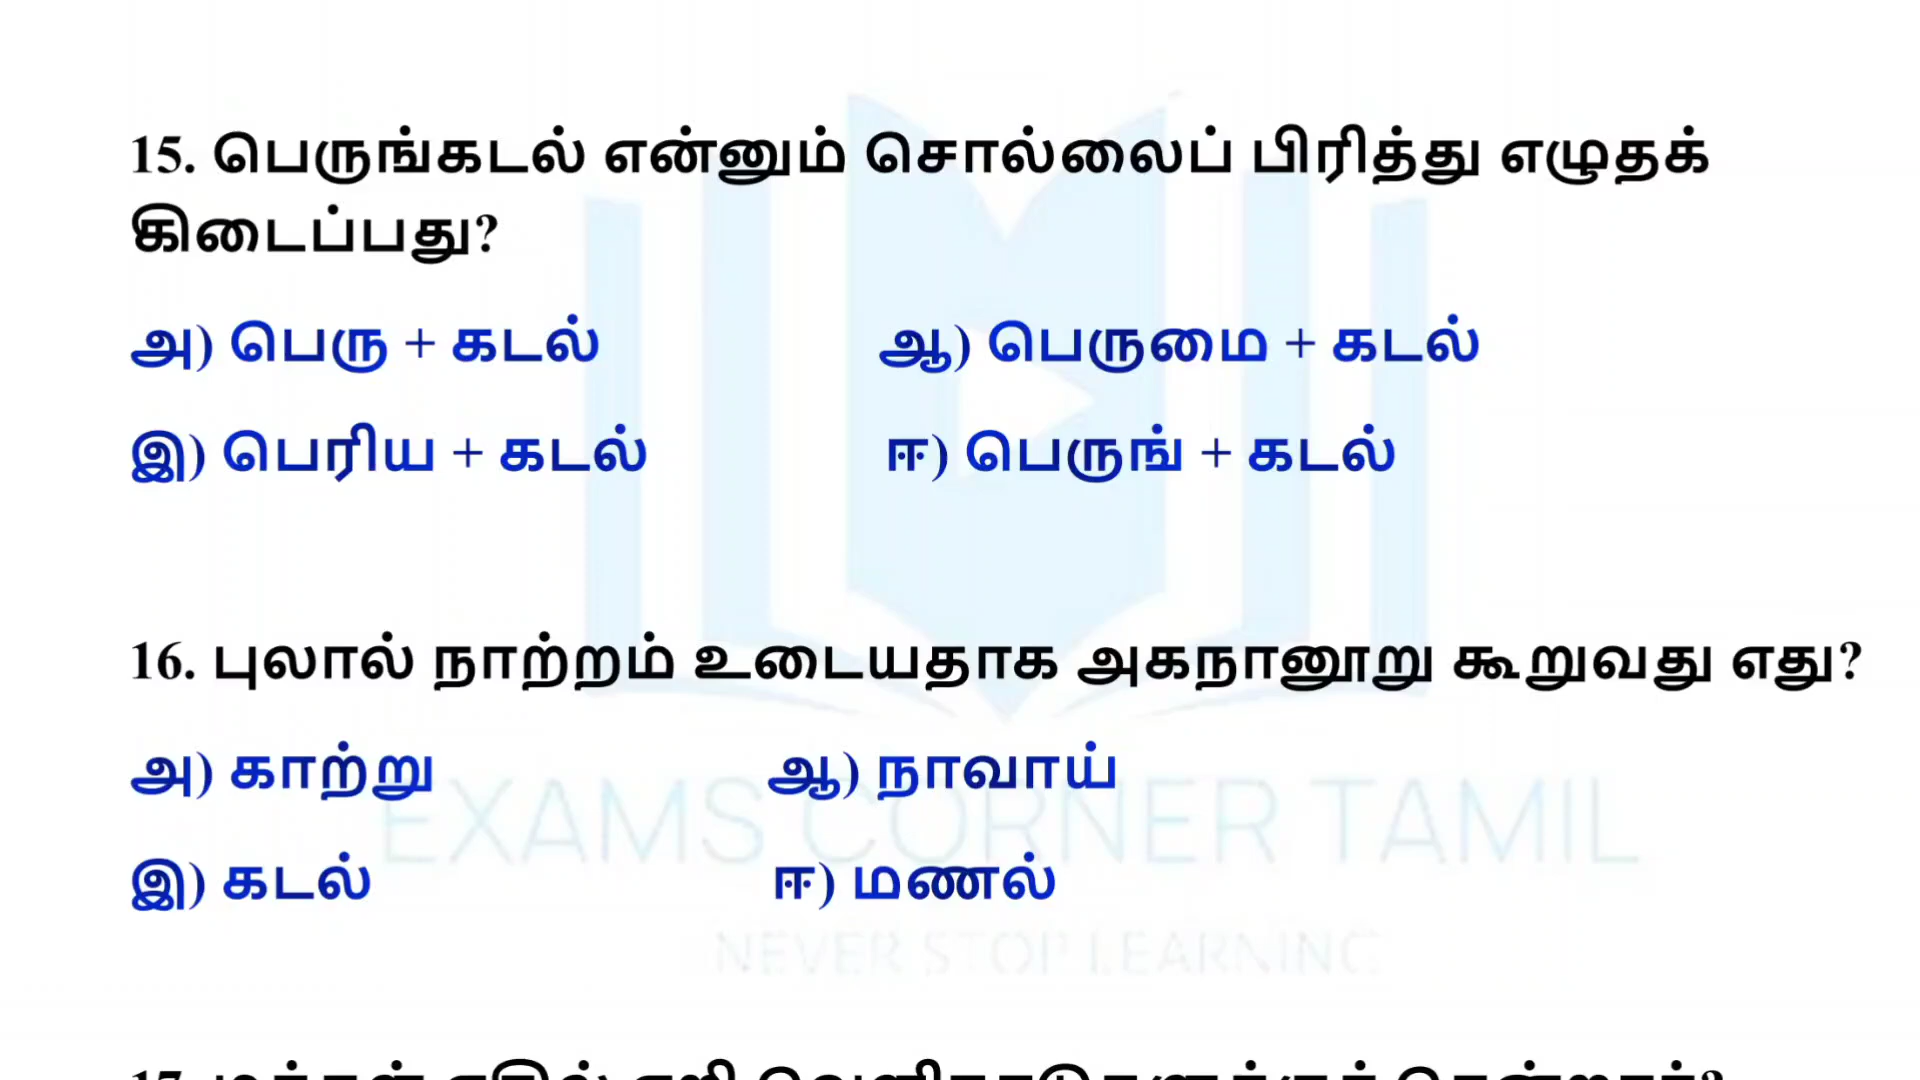 15. பெருங்கடல் என்னும் சொல்லைப் பிரித்து எழுதக்
கிடைப்பது?
அ) பெரு + கடல் ஆ) பெருமை + கடல்
இ) பெரிய + கடல் ஈ) பெருங் + கடல்
16. புலால் நாற்றம் உடையதாக அகநானூறு கூறுவது எது?
அ) காற்று ஆ) நாவாய்
EXAMS CORNER TAMIL
இ) கடல் ஈ) மணல்
NEVER STOP LEARNING
17.